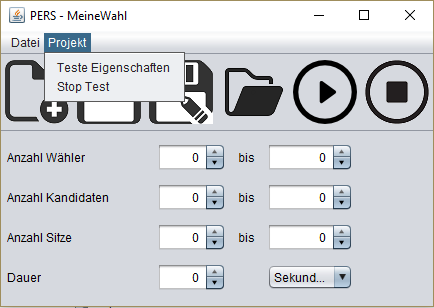 PERS - MeineWahl
Datei Projekt
Teste Eigenschaften
Stop Test
Anzahl Wähler 0 bis 0
Anzahl Kandidaten 0 bis 0
Anzahl Sitze 0 bis 0
Dauer 0 Sekund...